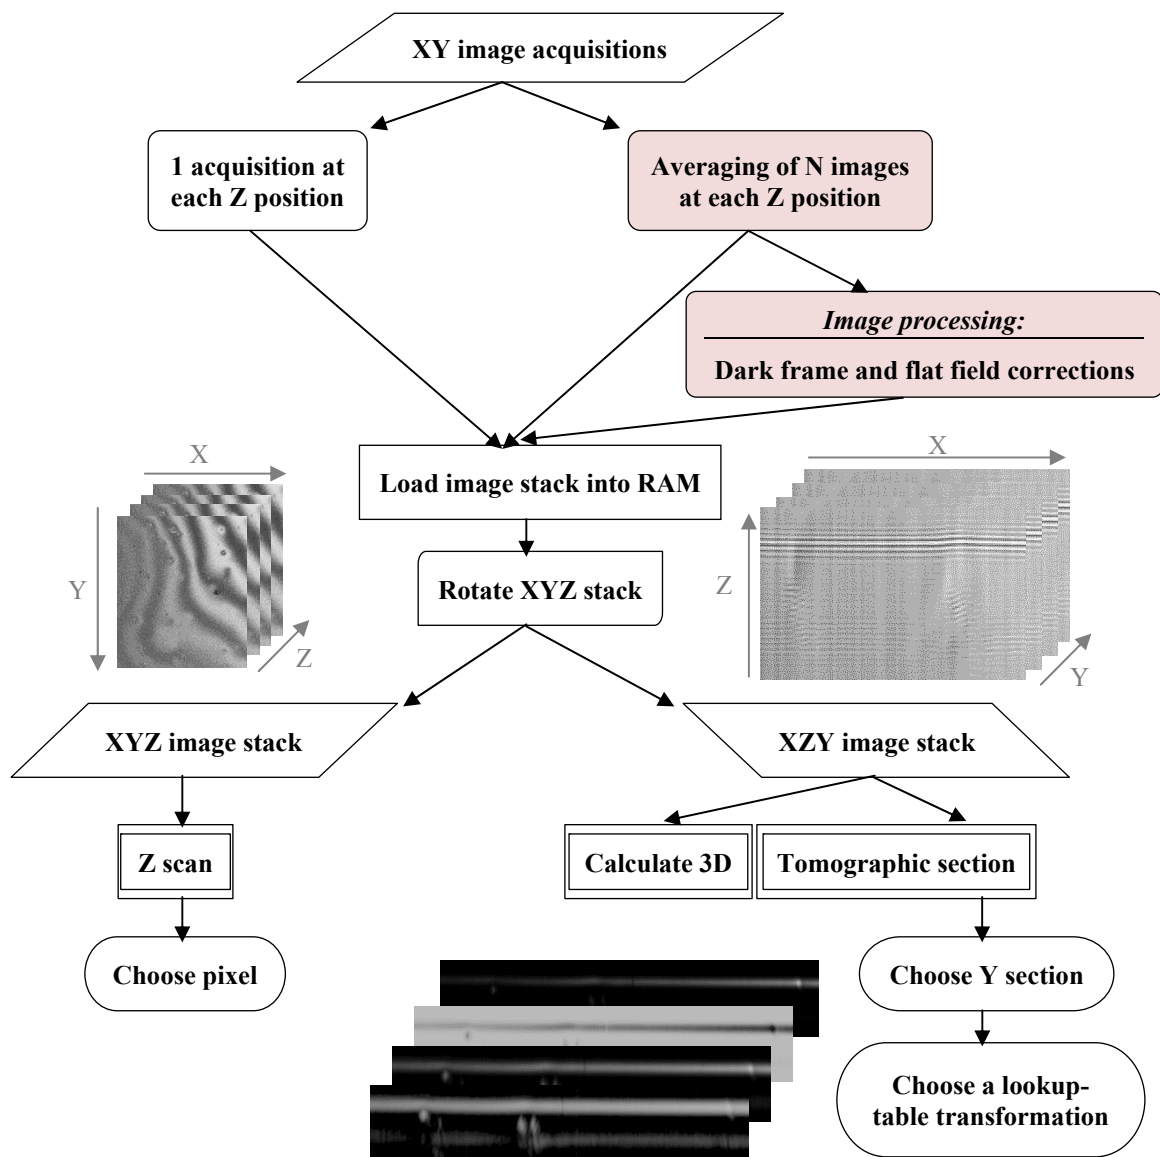 XY image acquisitions
1 acquisition at
each Z position
Averaging of N images
at each Z position
Image processing:
Dark frame and flat field corrections
X
Y
Z
Load image stack into RAM
X
Z
Y
Rotate XYZ stack
XYZ image stack
XZY image stack
Z scan
Calculate 3D
Tomographic section
Choose pixel
Choose Y section
Choose a lookup-
table transformation